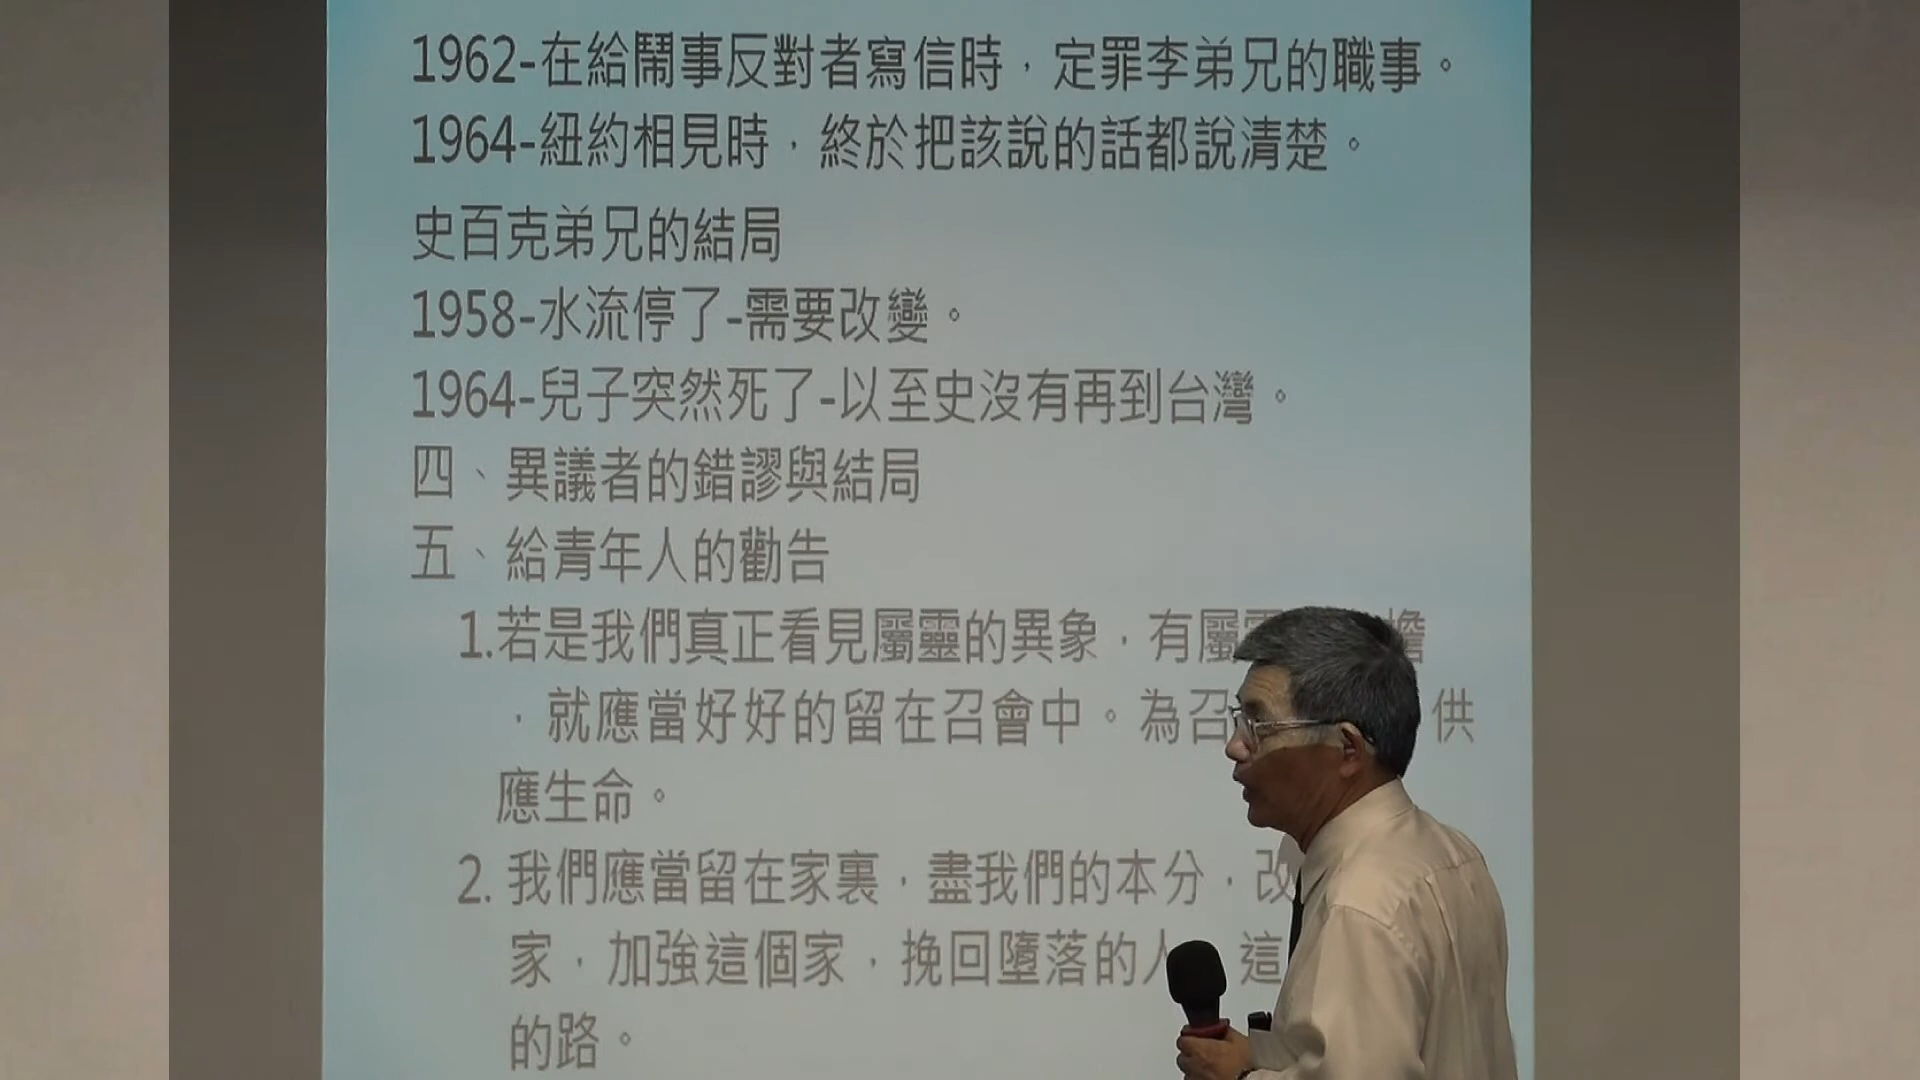 1962-在給鬧事反對者寫信時，定罪李弟兄的職事。
1964-紐約相見時，終於把該說的話都說清楚。
史百克弟兄的結局
1958-水流停了-需要改變。
1964-兒子突然死了-以至史沒有再到台灣。
四、異議者的錯謬與結局
五、給青年人的勸告
1.若是我們真正看見屬靈的異象，有屬 擔
，就應當好好的留在召會中。為召 供
應生命。
2. 我們應當留在家裏，盡我們的本分，改
家，加強這個家，挽回墮落的人 這
的路。